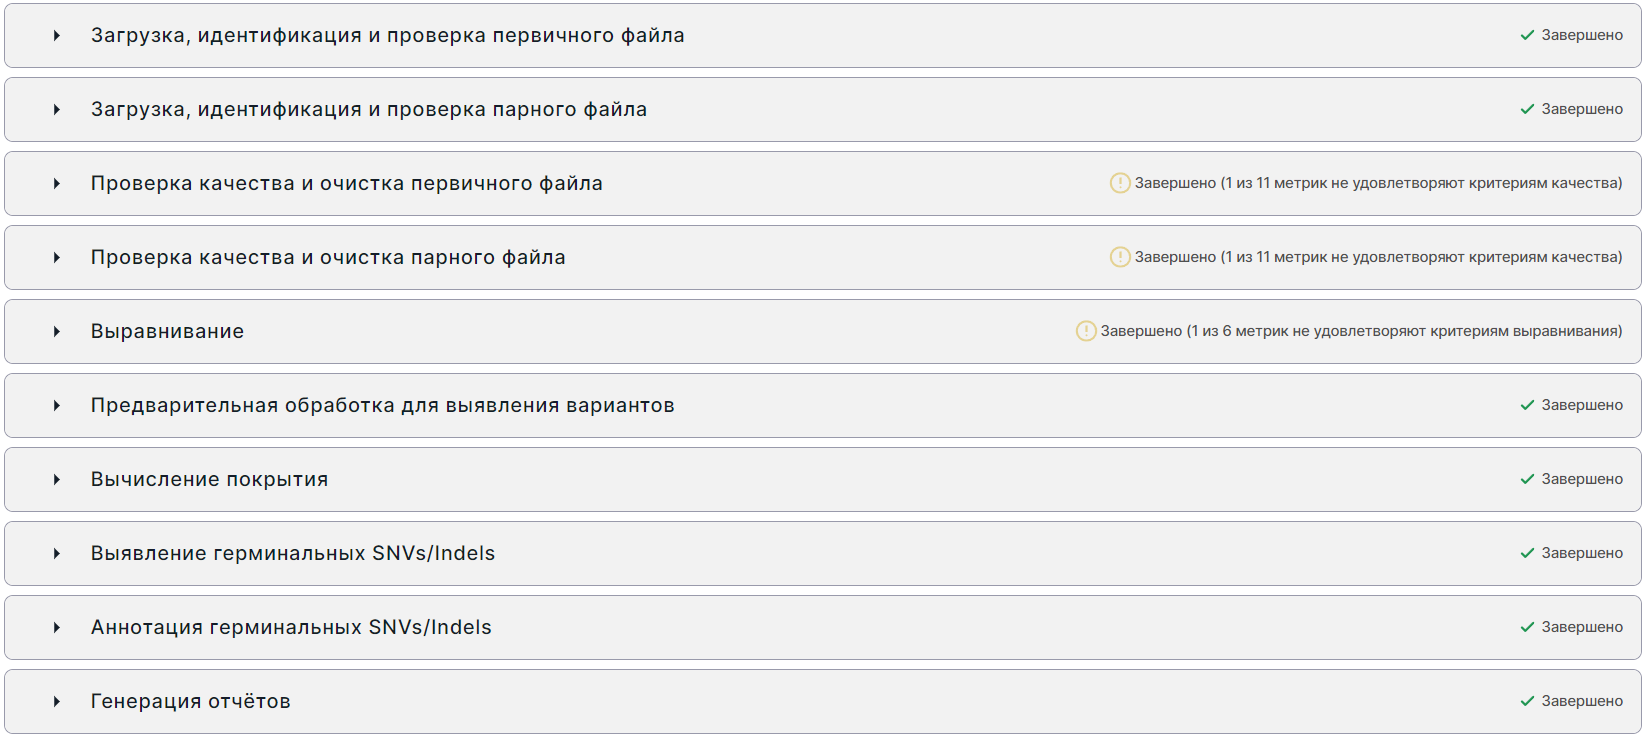 Загрузка, идентификация и проверка первичного файла Завершено
Загрузка, идентификация и проверка парного файла Завершено
Проверка качества и очистка первичного файла Завершено (1 из 11 метрик не удовлетворяют критериям качества)
Проверка качества и очистка парного файла Завершено (1 из 11 метрик не удовлетворяют критериям качества)
Выравнивание Завершено (1 из 6 метрик не удовлетворяют критериям выравнивания)
Предварительная обработка для выявления вариантов Завершено
Вычисление покрытия Завершено
Выявление герминальных SNVs/Indels Завершено
Аннотация герминальных SNVs/Indels Завершено
Генерация отчётов Завершено